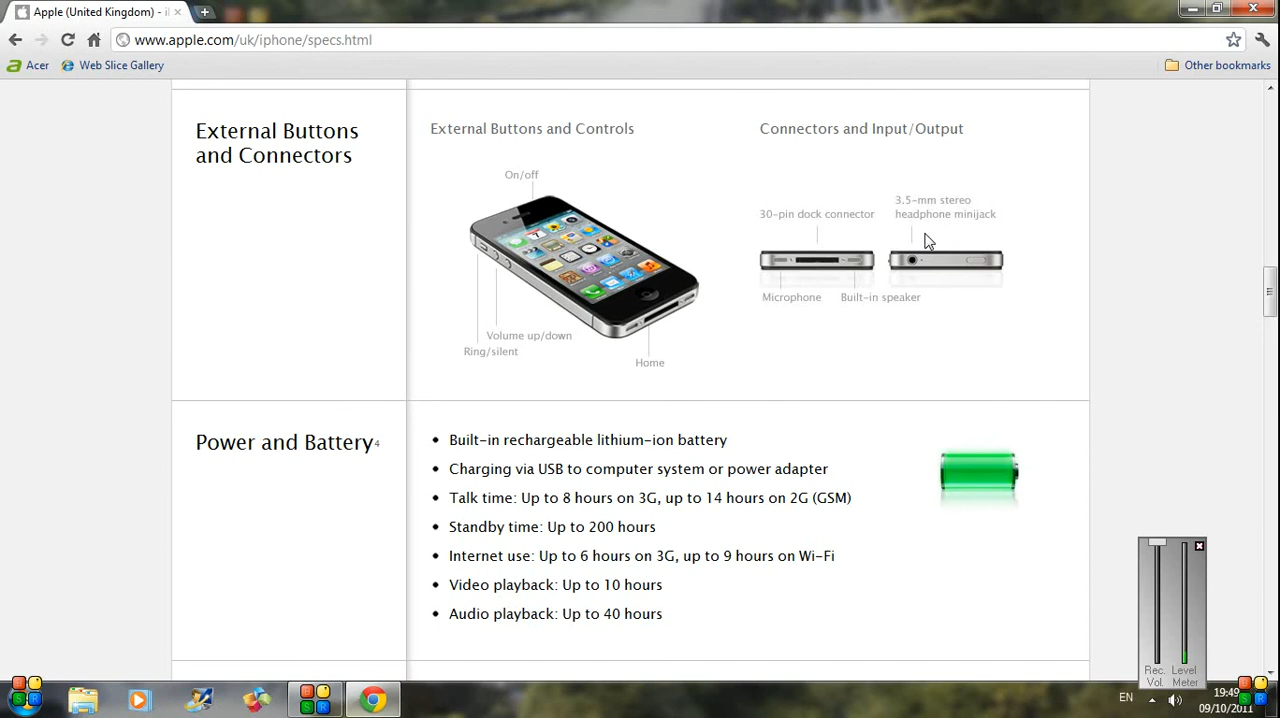 Apple (United Kingdom) - il
www.apple.com/uk/iphone/specs.html
Acer
Web Slice Gallery
Other bookmarks
External Buttons
and Connectors
External Buttons and Controls
On/off
Volume up/down
Ring/silent
Home
Connectors and Input/Output
3.5-mm stereo
headphone minijack
30-pin dock connector
Microphone
Built-in speaker
Power and Battery4
• Built-in rechargeable lithium-ion battery
• Charging via USB to computer system or power adapter
• Talk time: Up to 8 hours on 3G, up to 14 hours on 2G (GSM)
• Standby time: Up to 200 hours
• Internet use: Up to 6 hours on 3G, up to 9 hours on Wi-Fi
• Video playback: Up to 10 hours
• Audio playback: Up to 40 hours
Rec. Level
Vol. Meter
EN
19:49
09/10/2011